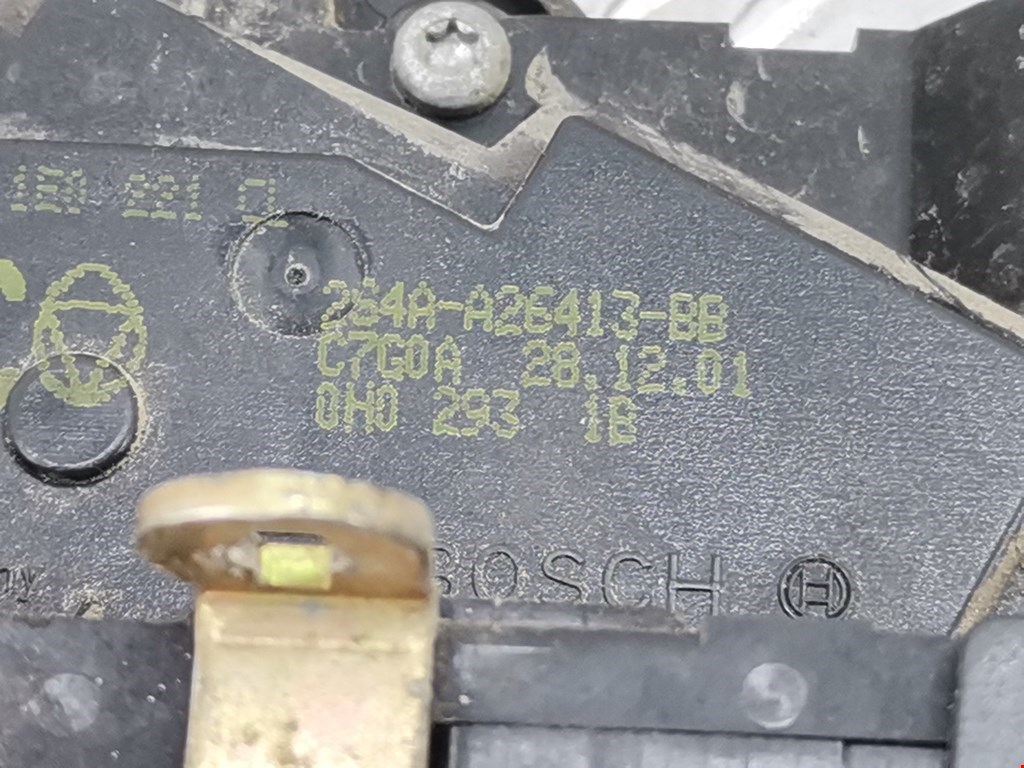 2S4A-A26413-BB
C7G0A 28.12.01
0H0 293 1B
BOSCH